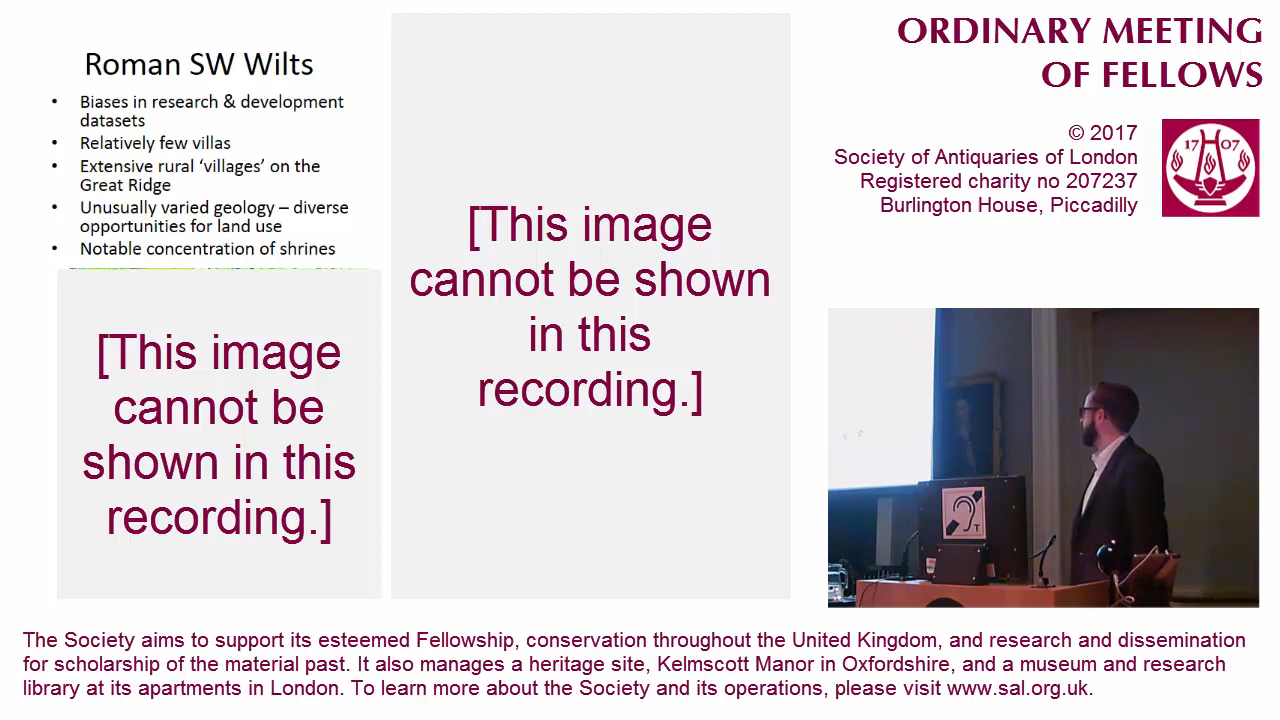 Roman SW Wilts
• Biases in research & development
datasets
• Relatively few villas
• Extensive rural ‘villages’ on the
Great Ridge
• Unusually varied geology – diverse
opportunities for land use
• Notable concentration of shrines
[This image
cannot be
shown in this
recording.]
[This image
cannot be shown
in this
recording.]
ORDINARY MEETING
OF FELLOWS
© 2017
Society of Antiquaries of London
Registered charity no 207237
Burlington House, Piccadilly
17 07
T
The Society aims to support its esteemed Fellowship, conservation throughout the United Kingdom, and research and dissemination
for scholarship of the material past. It also manages a heritage site, Kelmscott Manor in Oxfordshire, and a museum and research
library at its apartments in London. To learn more about the Society and its operations, please visit www.sal.org.uk.